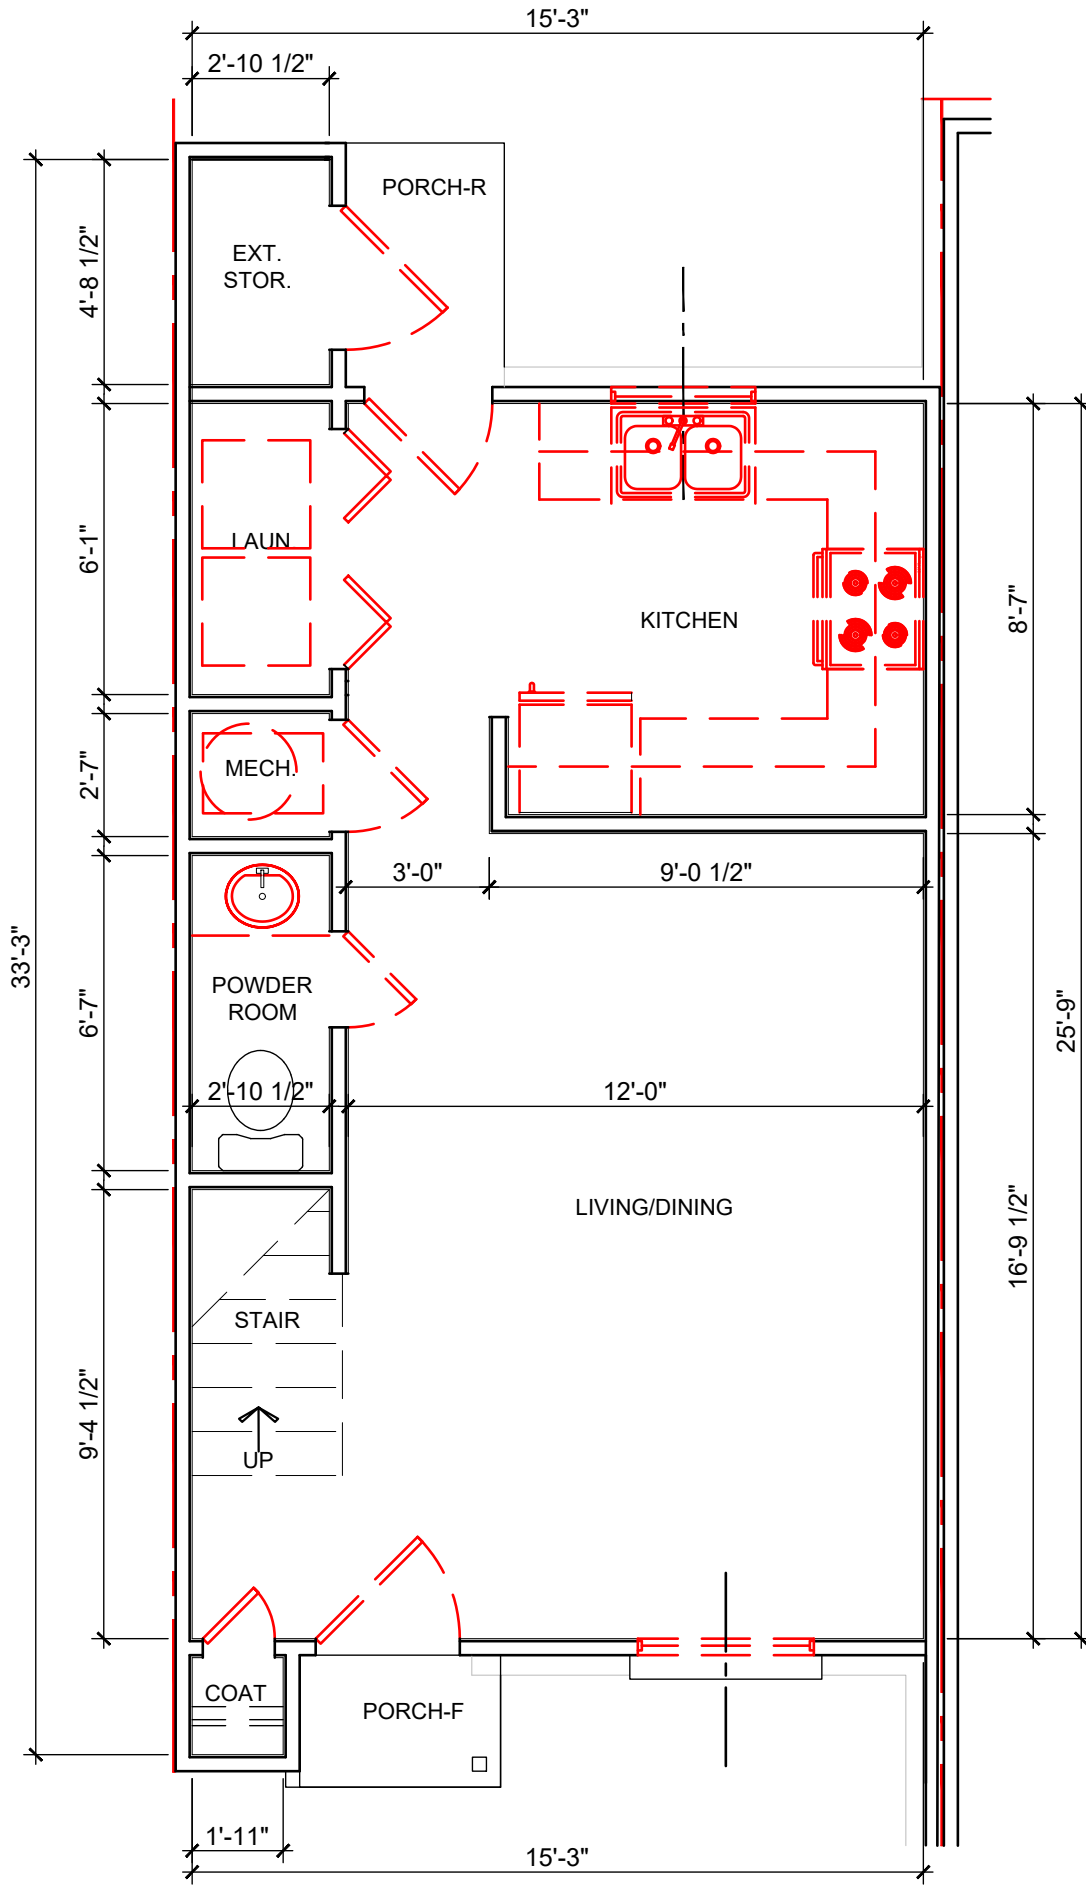 15'-3"
2'-10 1/2"
PORCH-R
EXT.
STOR.
4'-8 1/2"
6'-1"
LAUN
KITCHEN
8'-7"
2'-7"
MECH.
3'-0"
9'-0 1/2"
33'-3"
6'-7"
POWDER
ROOM
25'-9"
2'-10 1/2"
12'-0"
LIVING/DINING
16'-9 1/2"
STAIR
9'-4 1/2"
UP
COAT
PORCH-F
1'-11"
15'-3"